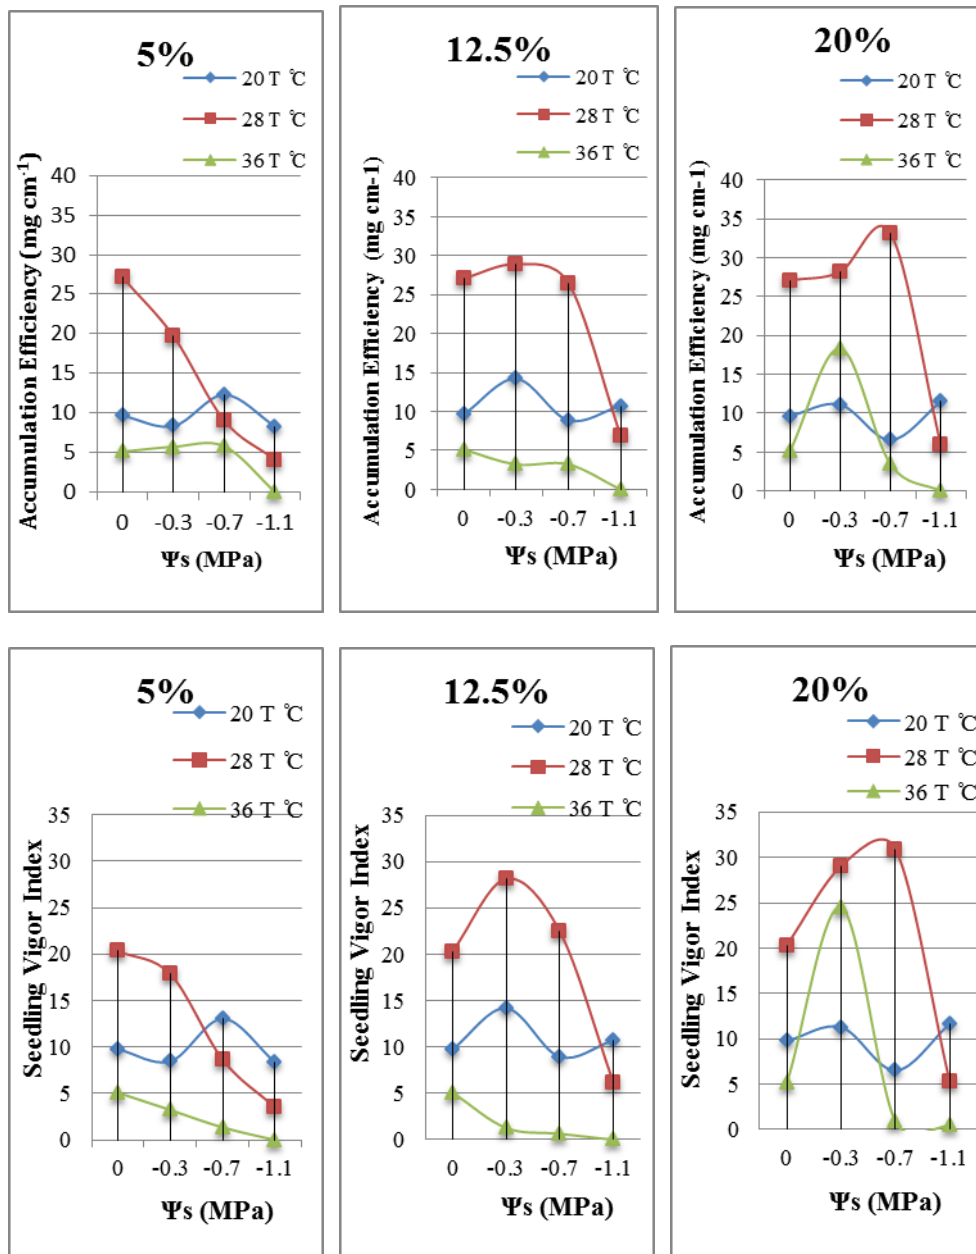 5%
20 T ℃
28 T ℃
36 T ℃
Accumulation Efficiency (mg cm-1)
40
35
30
25
20
15
10
5
0
0 -0.3 -0.7 -1.1
Ψs (MPa)
12.5%
20 T ℃
28 T ℃
36 T ℃
Accumulation Efficiency (mg cm-1)
40
35
30
25
20
15
10
5
0
0 -0.3 -0.7 -1.1
Ψs (MPa)
20%
20 T ℃
28 T ℃
36 T ℃
Accumulation Efficiency (mg cm-1)
40
35
30
25
20
15
10
5
0
0 -0.3 -0.7 -1.1
Ψs (MPa)
5%
20 T ℃
28 T ℃
36 T ℃
Seedling Vigor Index
35
30
25
20
15
10
5
0
0 -0.3 -0.7 -1.1
Ψs (MPa)
12.5%
20 T ℃
28 T ℃
36 T ℃
Seedling Vigor Index
35
30
25
20
15
10
5
0
0 -0.3 -0.7 -1.1
Ψs (MPa)
20%
20 T ℃
28 T ℃
36 T ℃
Seedling Vigor Index
35
30
25
20
15
10
5
0
0 -0.3 -0.7 -1.1
Ψs (MPa)